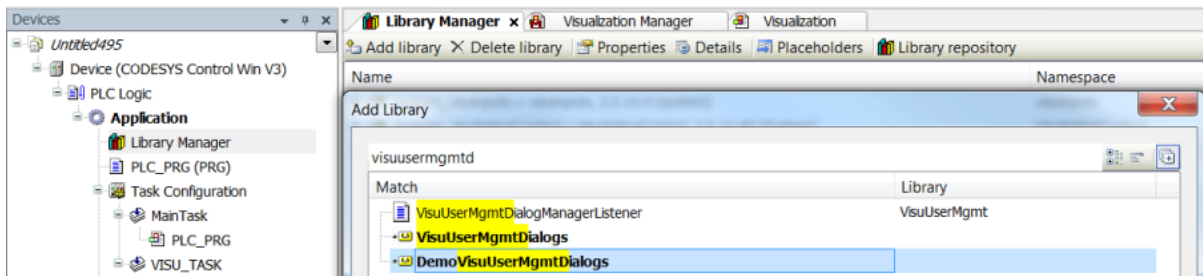 Devices
Untitled495
Device (CODESYS Control Win V3)
PLC Logic
Application
Library Manager
PLC_PRG (PRG)
Task Configuration
MainTask
PLC_PRG
VISU_TASK
Library Manager Visualization Manager Visualization
Add library Delete library Properties Details Placeholders Library repository
Name Namespace
Add Library
visuusermgmtd
Match Library
VisuUserMgmtDialogManagerListener VisuUserMgmt
VisuUserMgmtDialogs
DemoVisuUserMgmtDialogs